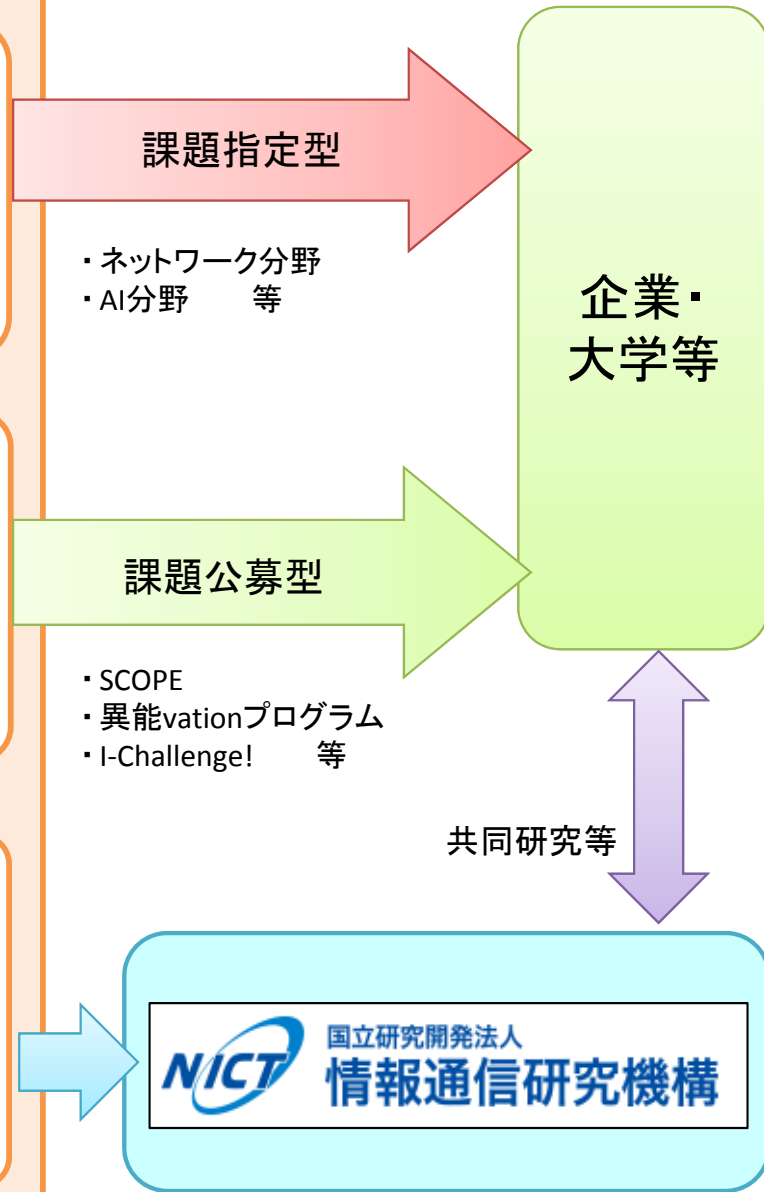 課題指定型
・ネットワーク分野
・AI分野　　等
企業・
大学等
課題公募型
・SCOPE
・異能vationプログラム
・I-Challenge!　　等
共同研究等
NICT
国立研究開発法人
情報通信研究機構